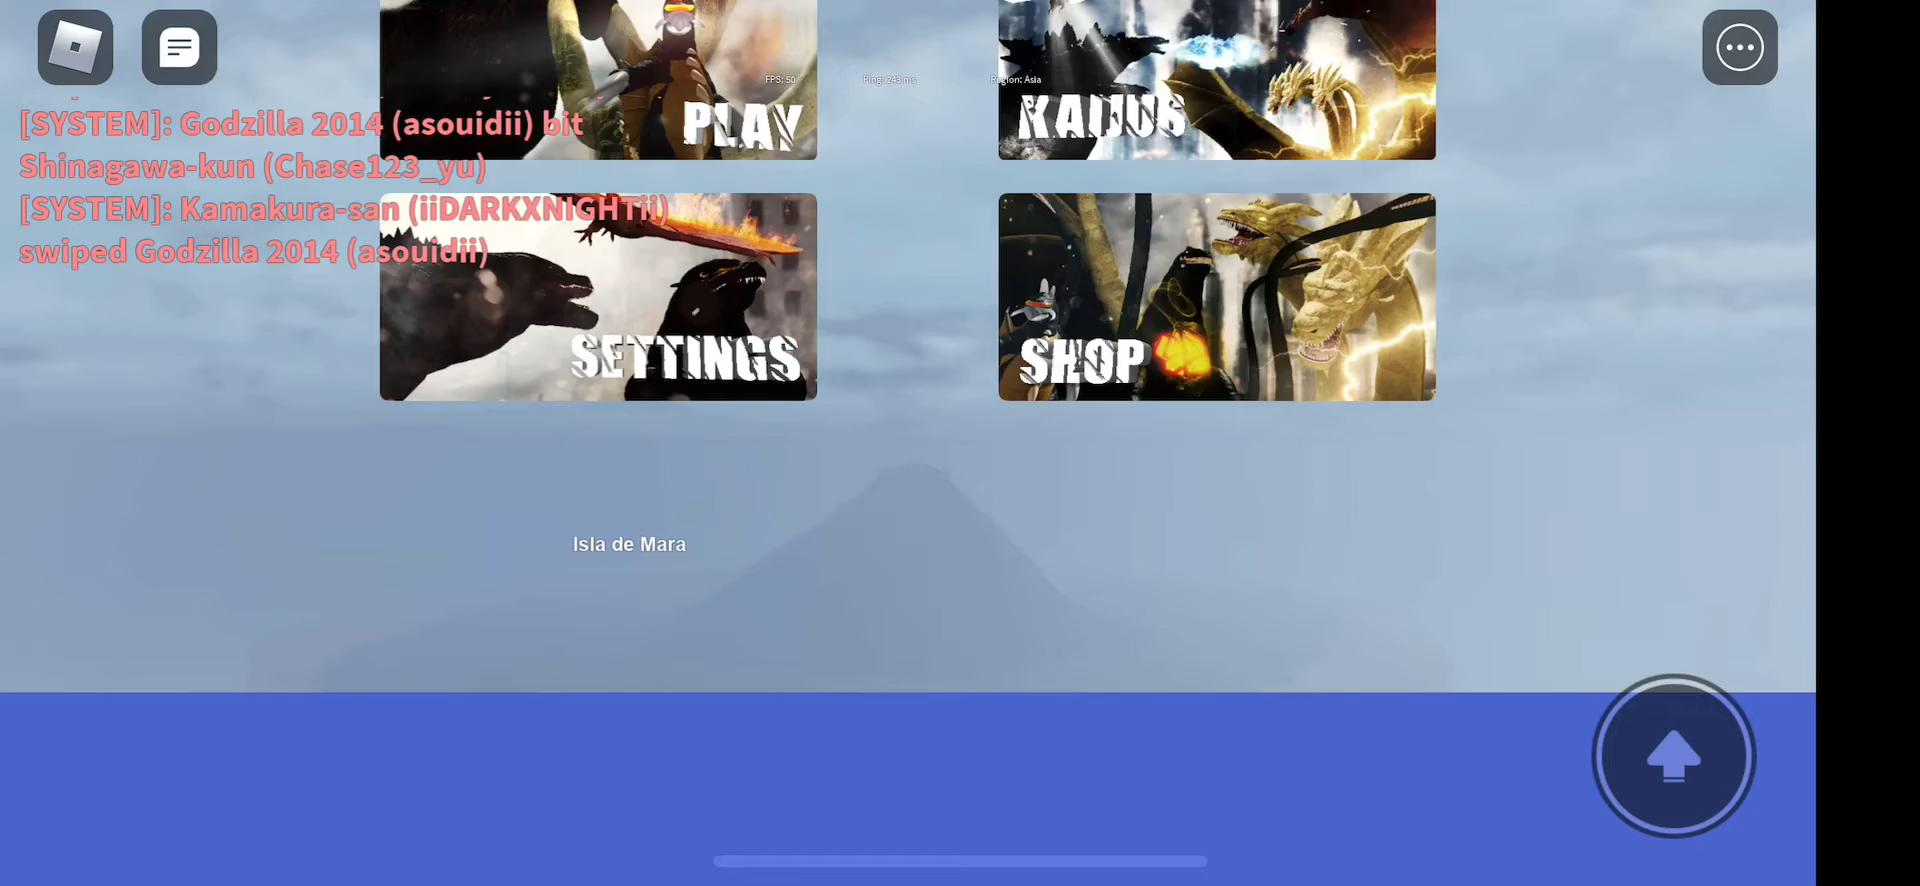 FPS: 50
Ping: 243 ms
Region: Asia
PLAY
KAIJUS
[SYSTEM]: Godzilla 2014 (asouidii) bit
Shinagawa-kun (Chase123_yu)
[SYSTEM]: Kamakura-san (iiDARKXNIGHTii)
swiped Godzilla 2014 (asouidii)
SETTINGS
SHOP
Isla de Mara